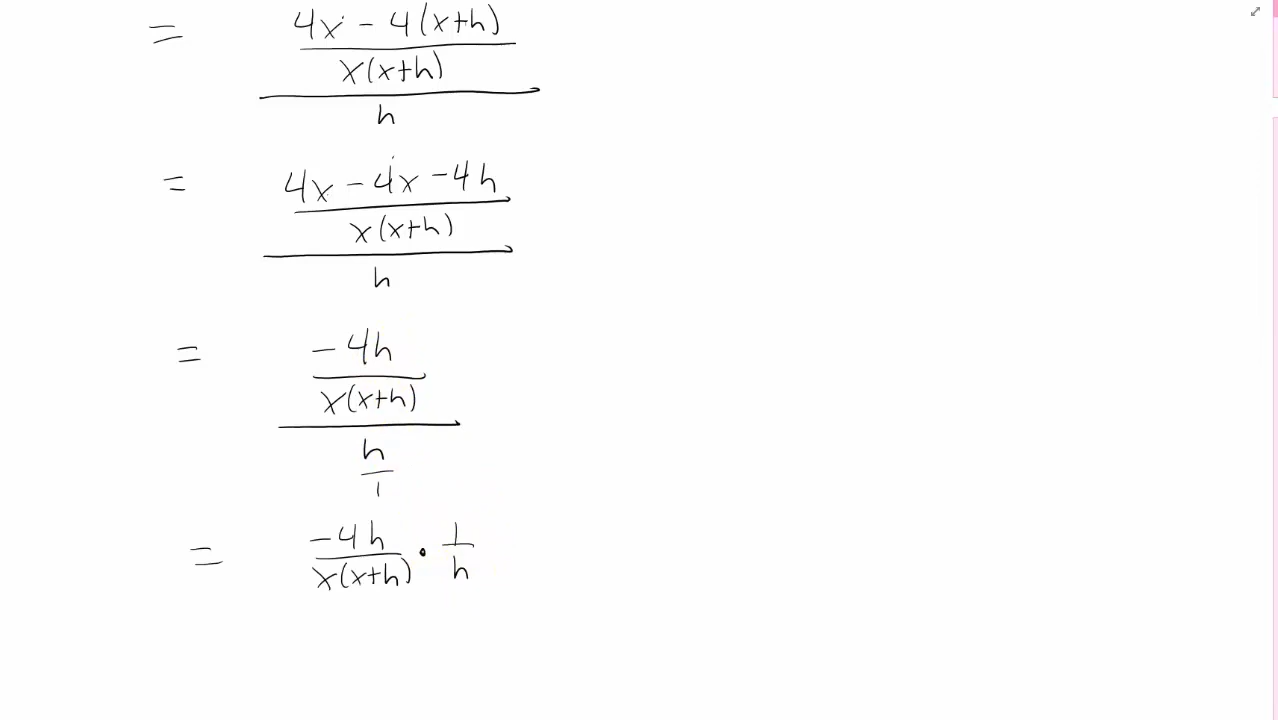 = 4x - 4(x+h)
x(x+h)
h
= 4x - 4x - 4h
x(x+h)
h
= -4h
x(x+h)
h
1
= -4h / x(x+h) · 1 / h